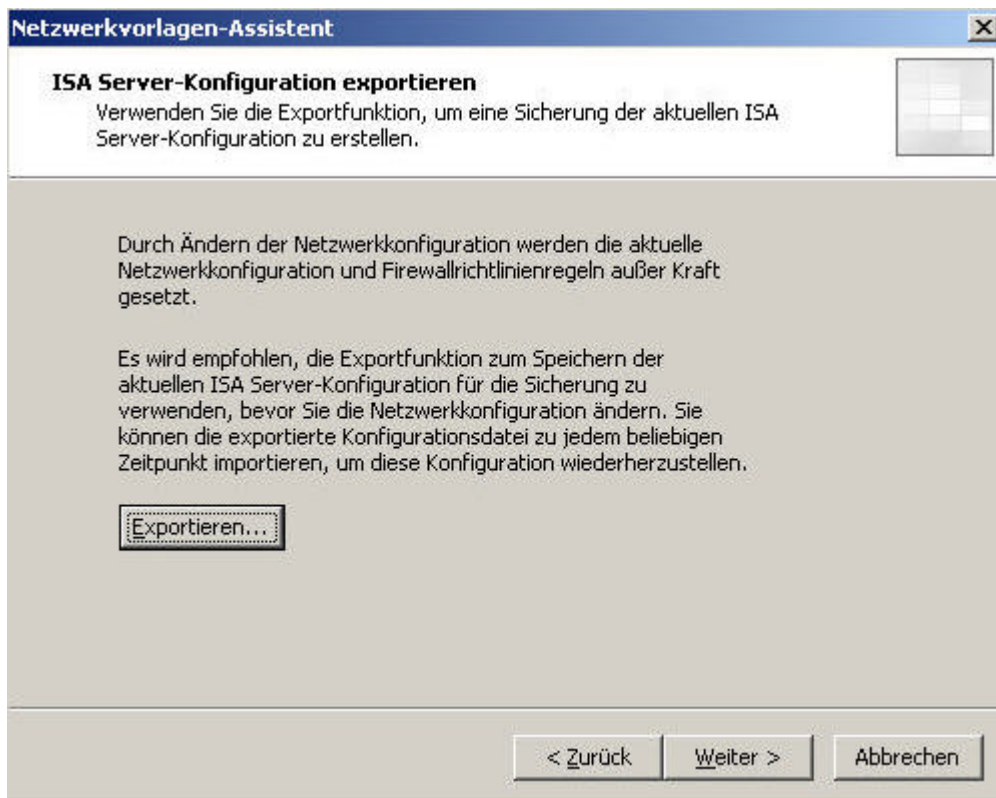 Netzwerkvorlagen-Assistent
ISA Server-Konfiguration exportieren
Verwenden Sie die Exportfunktion, um eine Sicherung der aktuellen ISA
Server-Konfiguration zu erstellen.
Durch Ändern der Netzwerkkonfiguration werden die aktuelle
Netzwerkkonfiguration und Firewallrichtlinienregeln außer Kraft
gesetzt.
Es wird empfohlen, die Exportfunktion zum Speichern der
aktuellen ISA Server-Konfiguration für die Sicherung zu
verwenden, bevor Sie die Netzwerkkonfiguration ändern. Sie
können die exportierte Konfigurationsdatei zu jedem beliebigen
Zeitpunkt importieren, um diese Konfiguration wiederherzustellen.
Exportieren...
< Zurück Weiter > Abbrechen